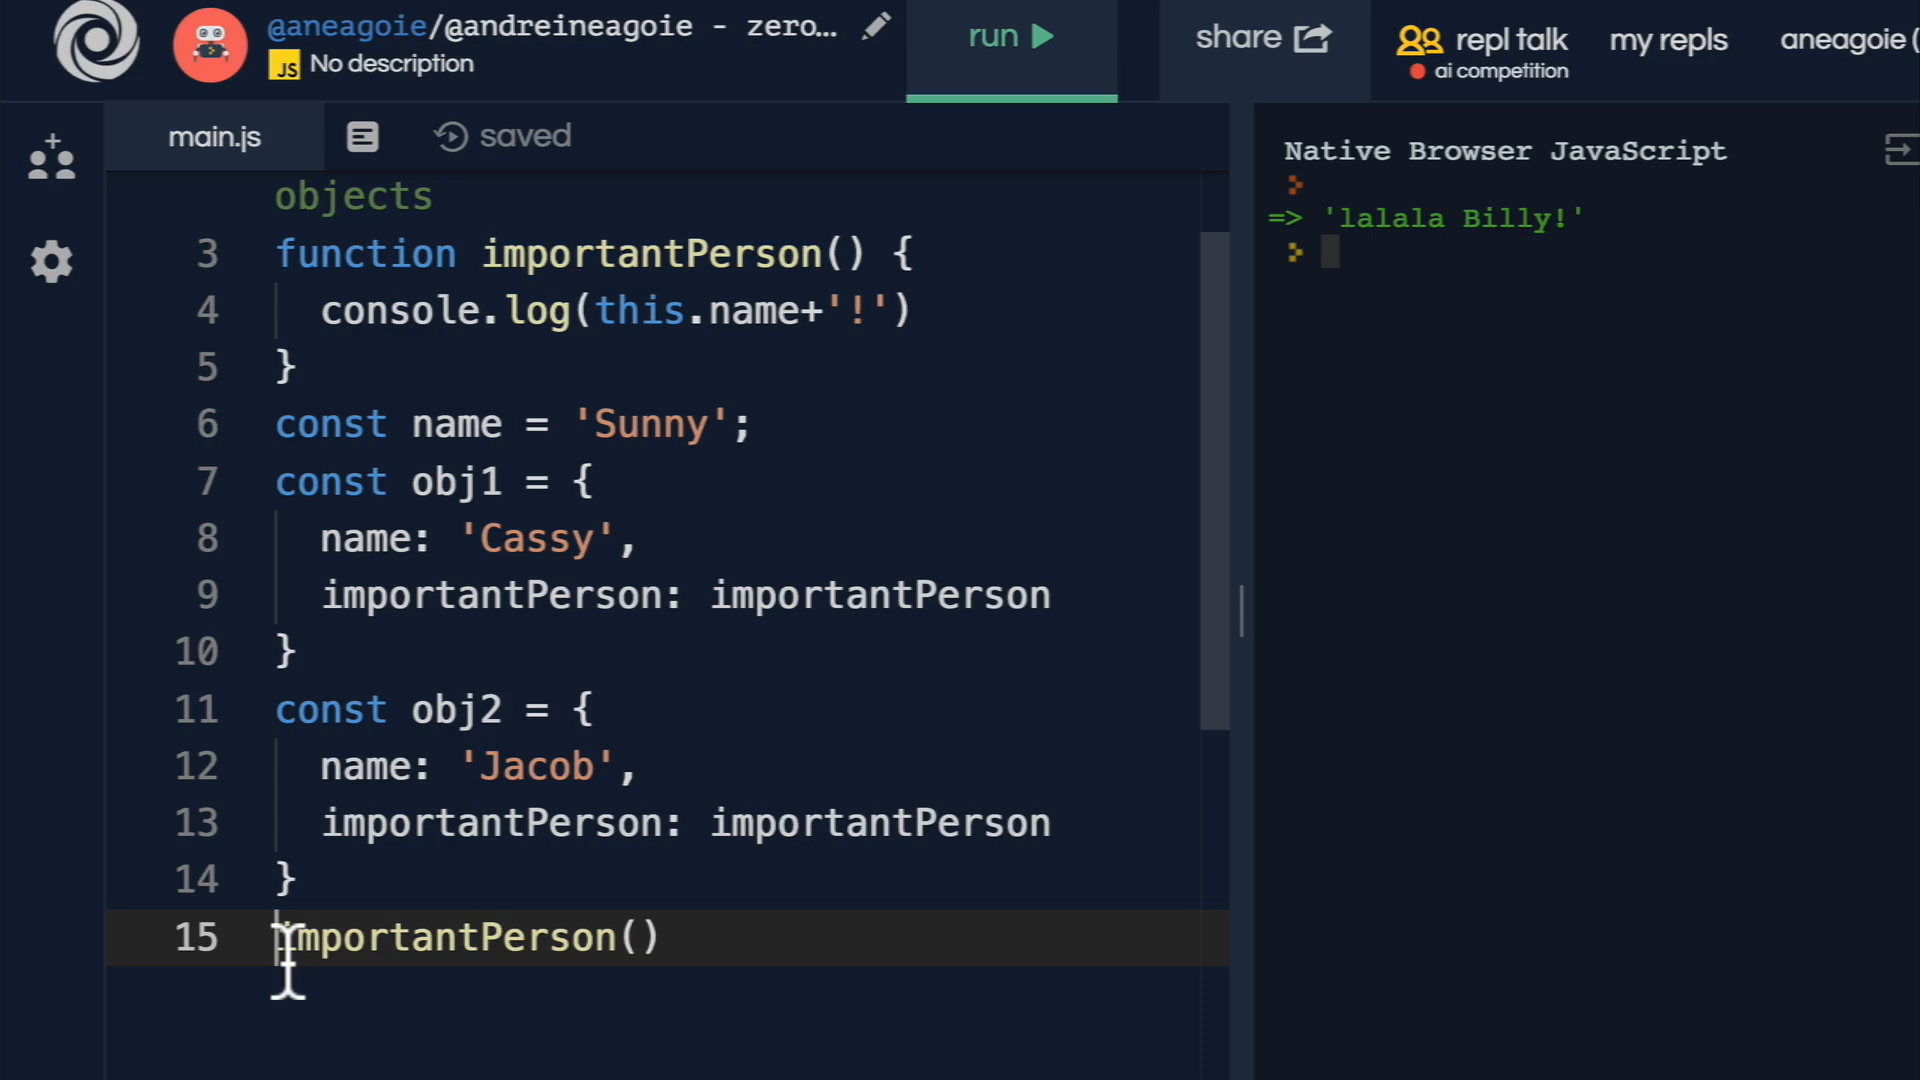 @aneagoie/@andreineagoie - zero...
JS No description
run
share
repl talk
ai competition
my repls
aneagoie (
main.js
saved
objects
3 function importantPerson() {
4 console.log(this.name+'!')
5 }
6 const name = 'Sunny';
7 const obj1 = {
8 name: 'Cassy',
9 importantPerson: importantPerson
10 }
11 const obj2 = {
12 name: 'Jacob',
13 importantPerson: importantPerson
14 }
15 importantPerson()
Native Browser JavaScript
=> 'lalala Billy!'